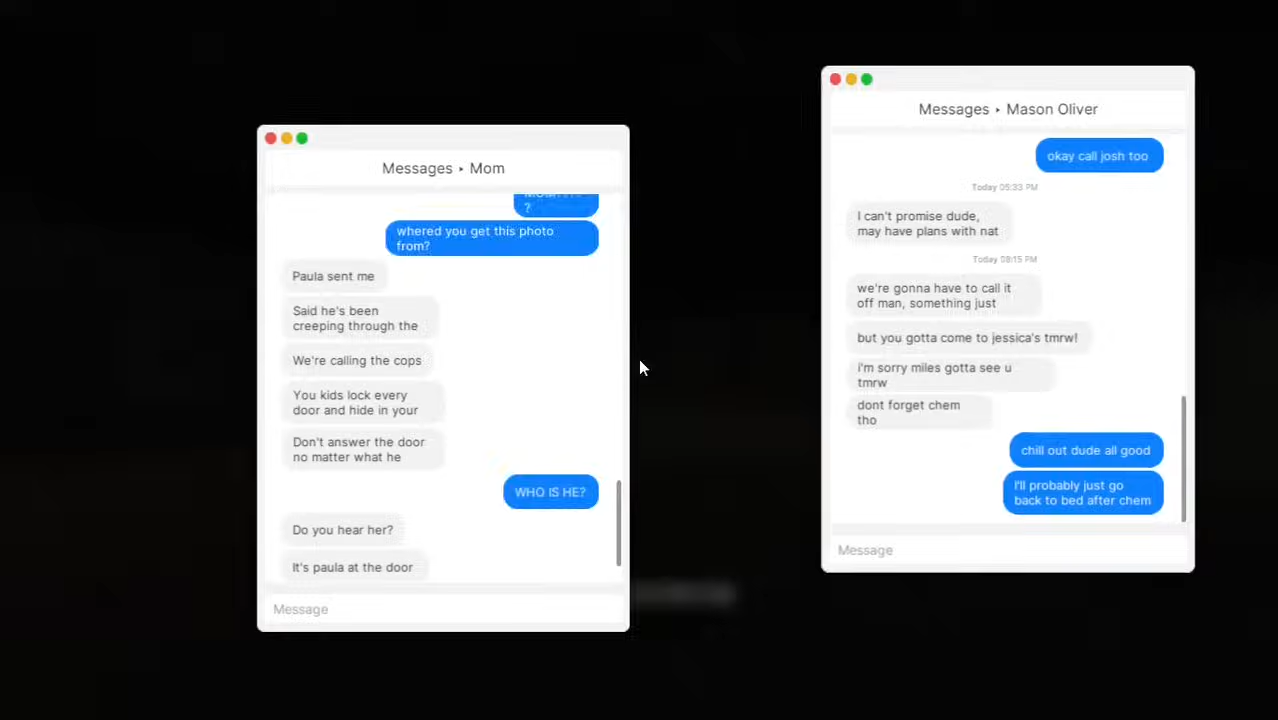 Messages ‣ Mom
?
whered you get this photo
from?
Paula sent me
Said he's been
creeping through the
We're calling the cops
You kids lock every
door and hide in your
Don't answer the door
no matter what he
WHO IS HE?
Do you hear her?
It's paula at the door
Message
Messages ‣ Mason Oliver
okay call josh too
Today 05:33 PM
I can't promise dude,
may have plans with nat
Today 08:15 PM
we're gonna have to call it
off man, something just
but you gotta come to jessica's tmrw!
i'm sorry miles gotta see u
tmrw
dont forget chem
tho
chill out dude all good
I'll probably just go
back to bed after chem
Message